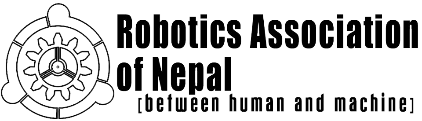 Robotics Association
of Nepal
[between human and machine]